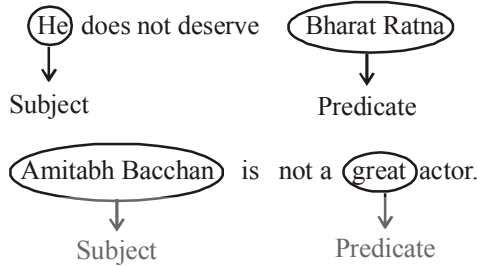 He does not deserve Bharat Ratna
Subject Predicate
Amitabh Bacchan is not a great actor.
Subject Predicate